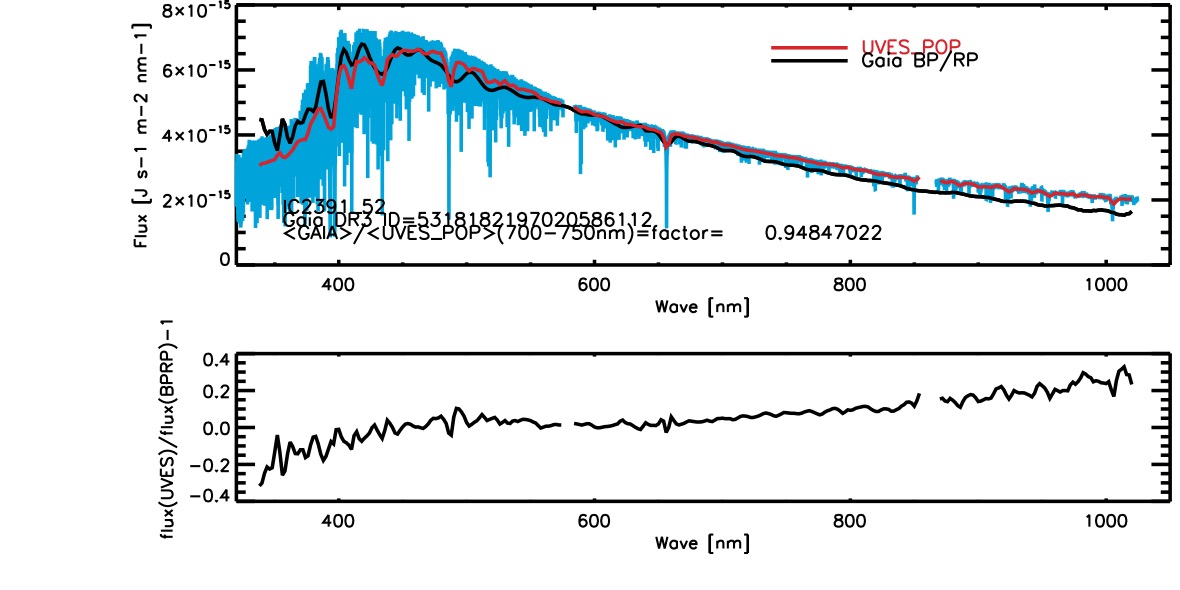 8×10⁻¹⁵
6×10⁻¹⁵
4×10⁻¹⁵
2×10⁻¹⁵
0
Flux [J s−1 m−2 nm−1]
UVES_POP
Gaia BP/RP
IC2391_52
Gaia DR3 ID=5318182197020586112
<GAIA>/<UVES_POP>(700−750nm)=factor= 0.94847022
400 600 800 1000
Wave [nm]
flux(UVES)/flux(BPRP)−1
0.4
0.2
0.0
−0.2
−0.4
400 600 800 1000
Wave [nm]